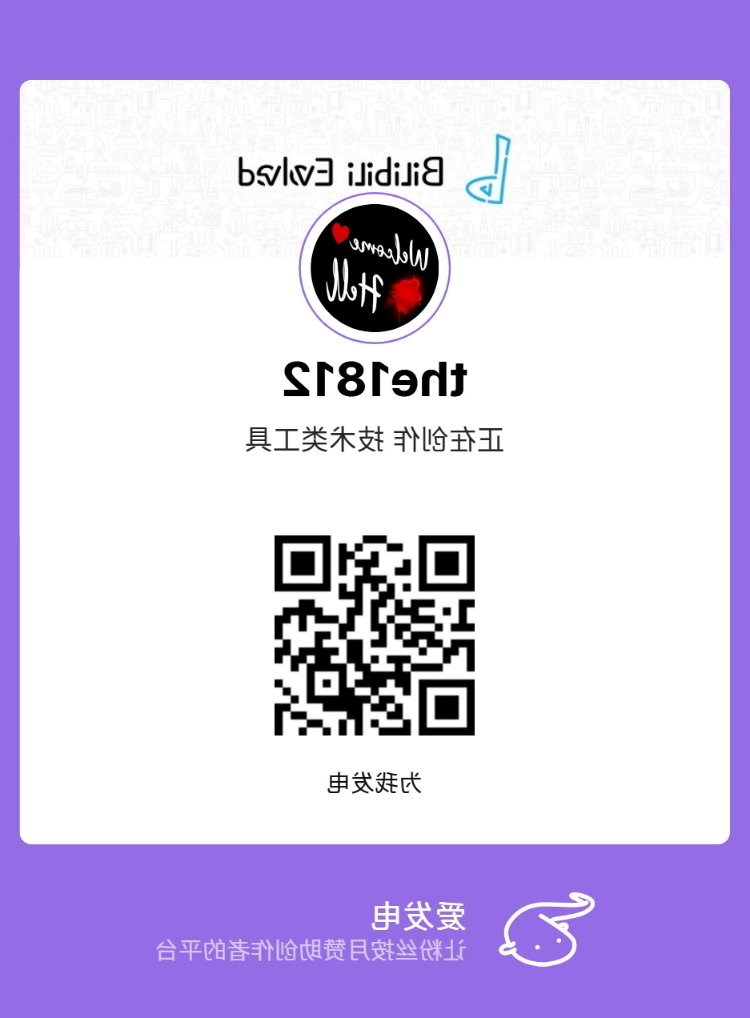 Bilibili Evolved
Welcome
Hell
the1812
正在创作 技术类工具
为我发电
爱发电
让粉丝按月赞助创作者的平台